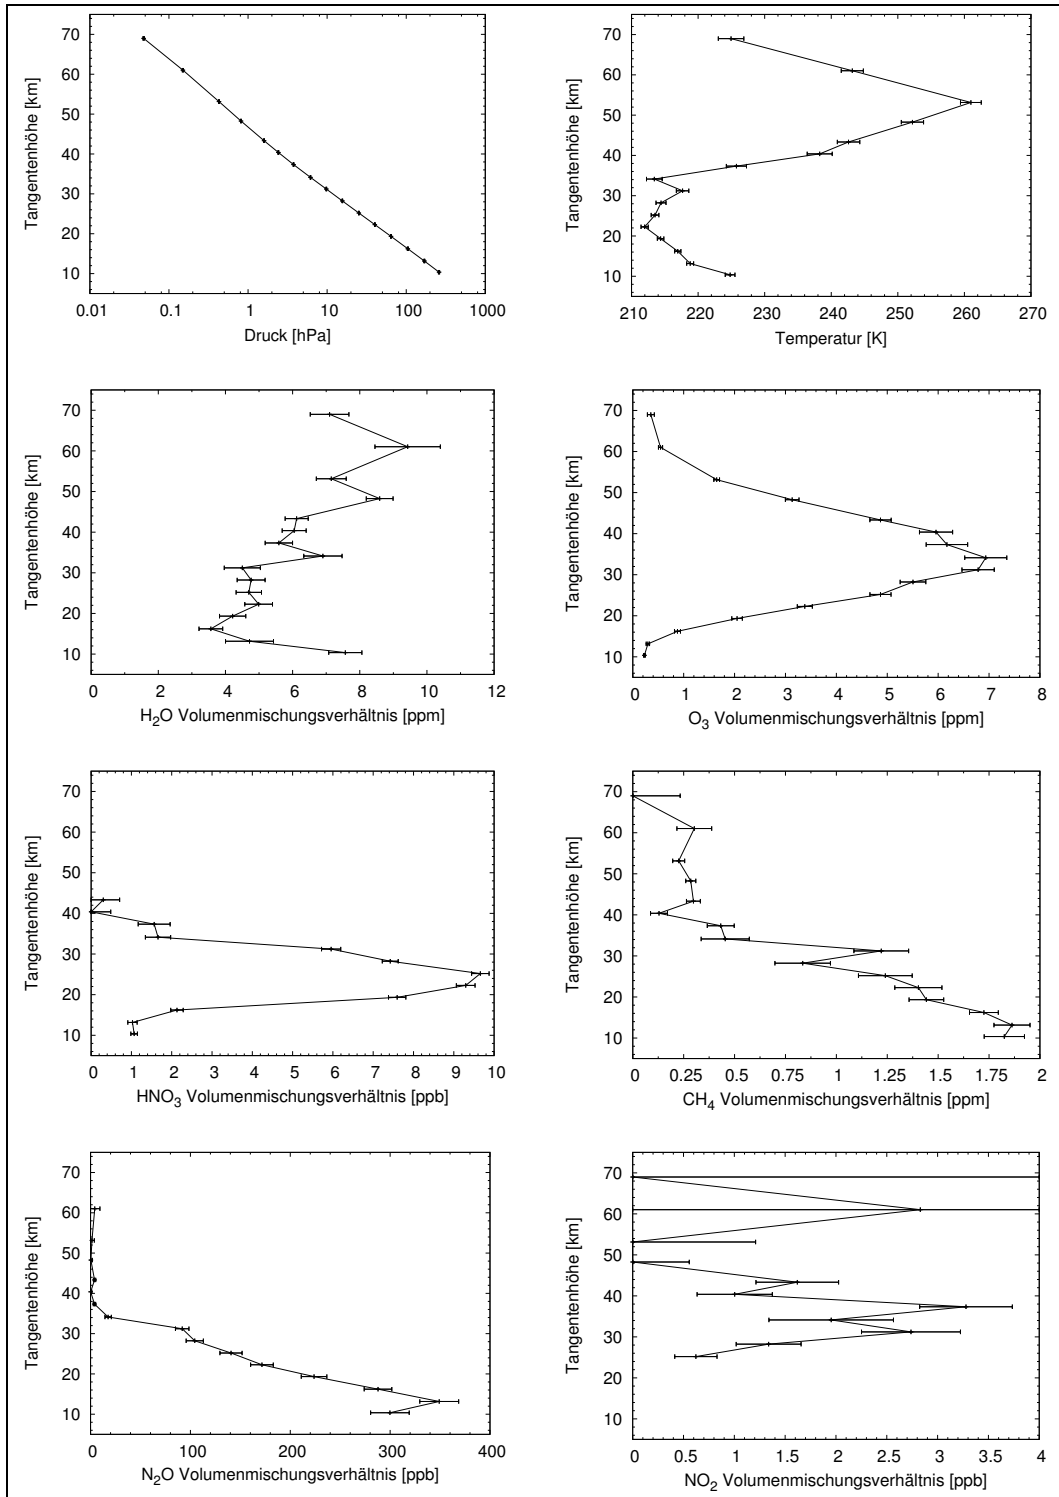 70
60
50
40
30
20
10
Tangentenhöhe [km]
0.01 0.1 1 10 100 1000
Druck [hPa]
70
60
50
40
30
20
10
Tangentenhöhe [km]
210 220 230 240 250 260 270
Temperatur [K]
70
60
50
40
30
20
10
Tangentenhöhe [km]
0 2 4 6 8 10 12
H2O Volumenmischungsverhältnis [ppm]
70
60
50
40
30
20
10
Tangentenhöhe [km]
0 1 2 3 4 5 6 7 8
O3 Volumenmischungsverhältnis [ppm]
70
60
50
40
30
20
10
Tangentenhöhe [km]
0 1 2 3 4 5 6 7 8 9 10
HNO3 Volumenmischungsverhältnis [ppb]
70
60
50
40
30
20
10
Tangentenhöhe [km]
0 0.25 0.5 0.75 1 1.25 1.5 1.75 2
CH4 Volumenmischungsverhältnis [ppm]
70
60
50
40
30
20
10
Tangentenhöhe [km]
0 100 200 300 400
N2O Volumenmischungsverhältnis [ppb]
70
60
50
40
30
20
10
Tangentenhöhe [km]
0 0.5 1 1.5 2 2.5 3 3.5 4
NO2 Volumenmischungsverhältnis [ppb]